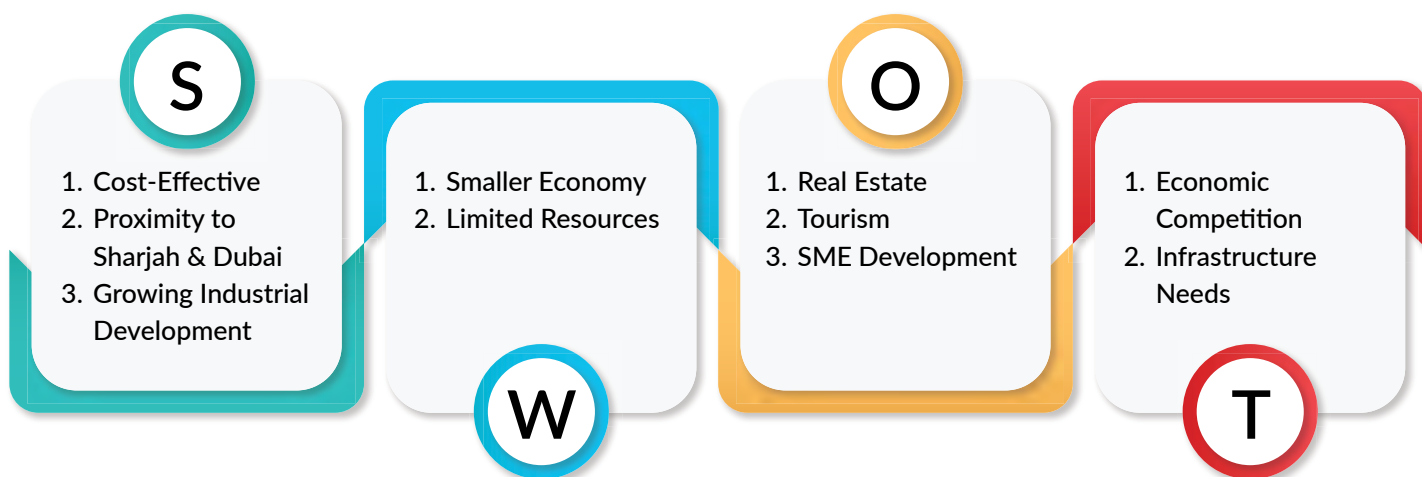 S
1. Cost-Effective
2. Proximity to
Sharjah & Dubai
3. Growing Industrial
Development
W
1. Smaller Economy
2. Limited Resources
O
1. Real Estate
2. Tourism
3. SME Development
T
1. Economic
Competition
2. Infrastructure
Needs